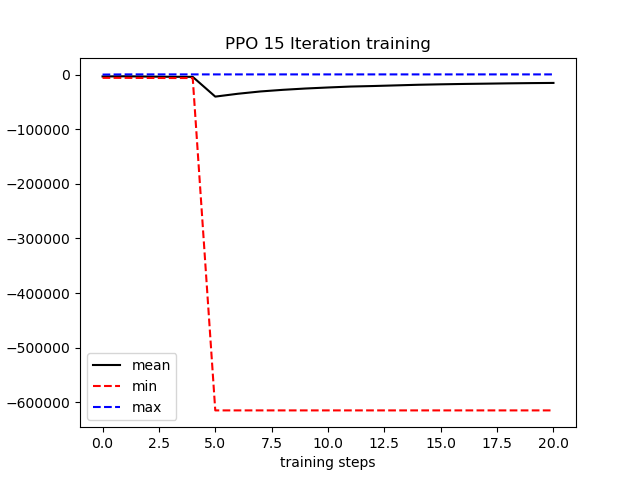 PPO 15 Iteration training
0
−100000
−200000
−300000
−400000
−500000
−600000
mean
min
max
0.0 2.5 5.0 7.5 10.0 12.5 15.0 17.5 20.0
training steps